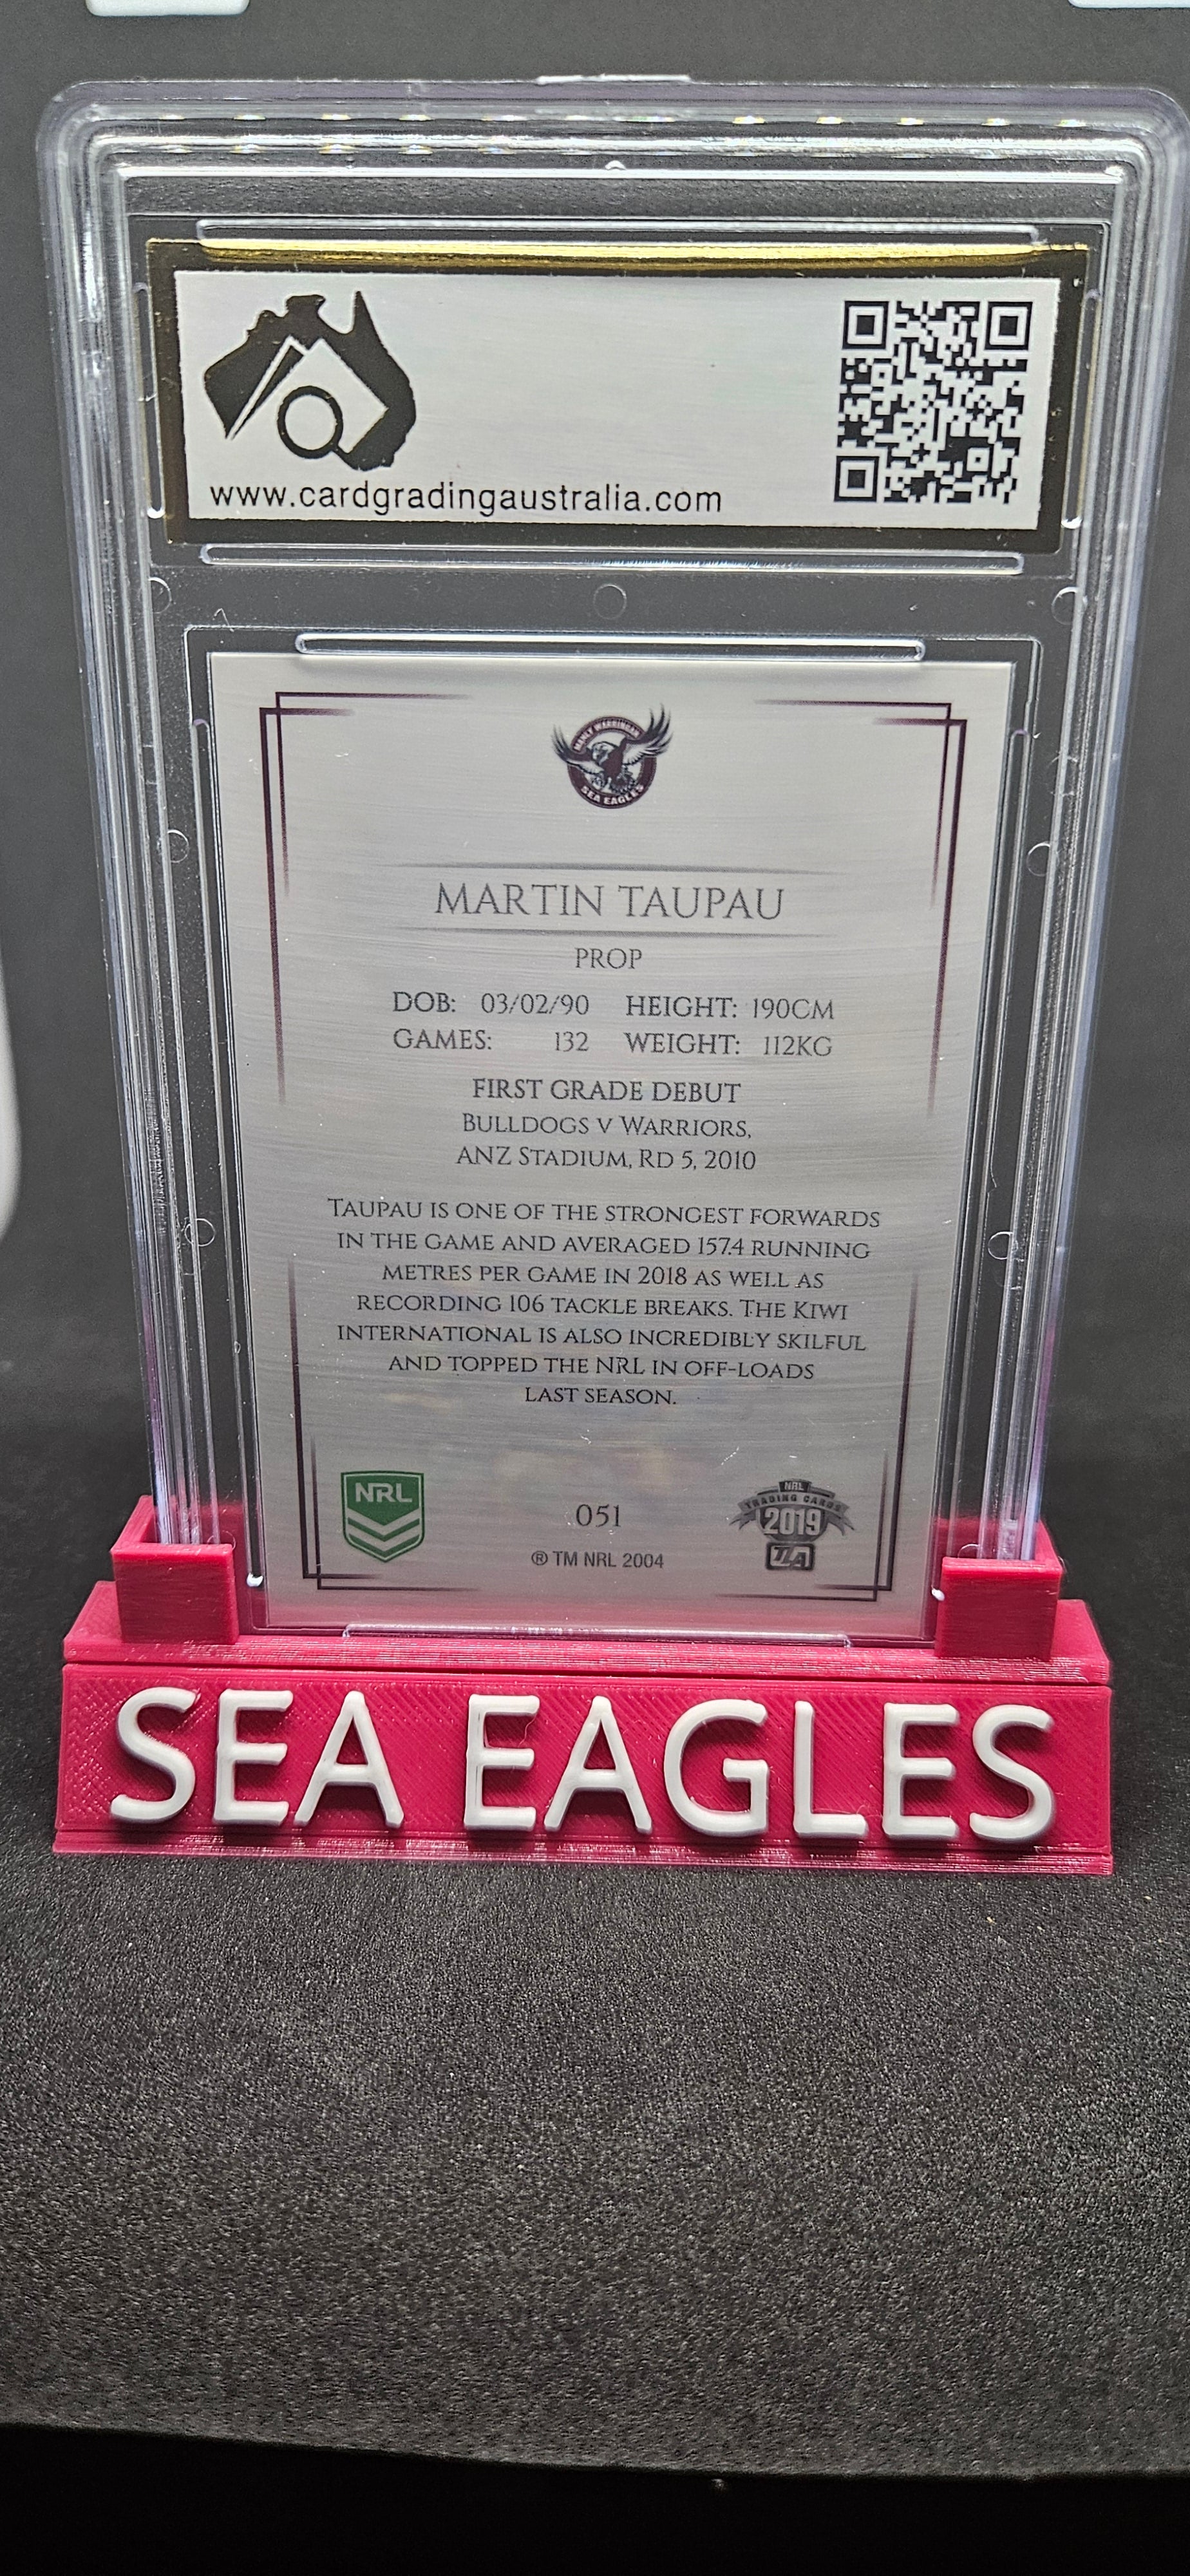 www.cardgradingaustralia.com
MANLY WARRINGAH
SEA EAGLES
MARTIN TAUPAU
PROP
DOB: 03/02/90 HEIGHT: 190CM
GAMES: 132 WEIGHT: 112KG
FIRST GRADE DEBUT
BULLDOGS V WARRIORS,
ANZ STADIUM, RD 5, 2010
TAUPAU IS ONE OF THE STRONGEST FORWARDS
IN THE GAME AND AVERAGED 157.4 RUNNING
METRES PER GAME IN 2018 AS WELL AS
RECORDING 106 TACKLE BREAKS. THE KIWI
INTERNATIONAL IS ALSO INCREDIBLY SKILFUL
AND TOPPED THE NRL IN OFF-LOADS
LAST SEASON.
NRL
051
® TM NRL 2004
NRL
TRADING CARDS
2019
TLA
SEA EAGLES